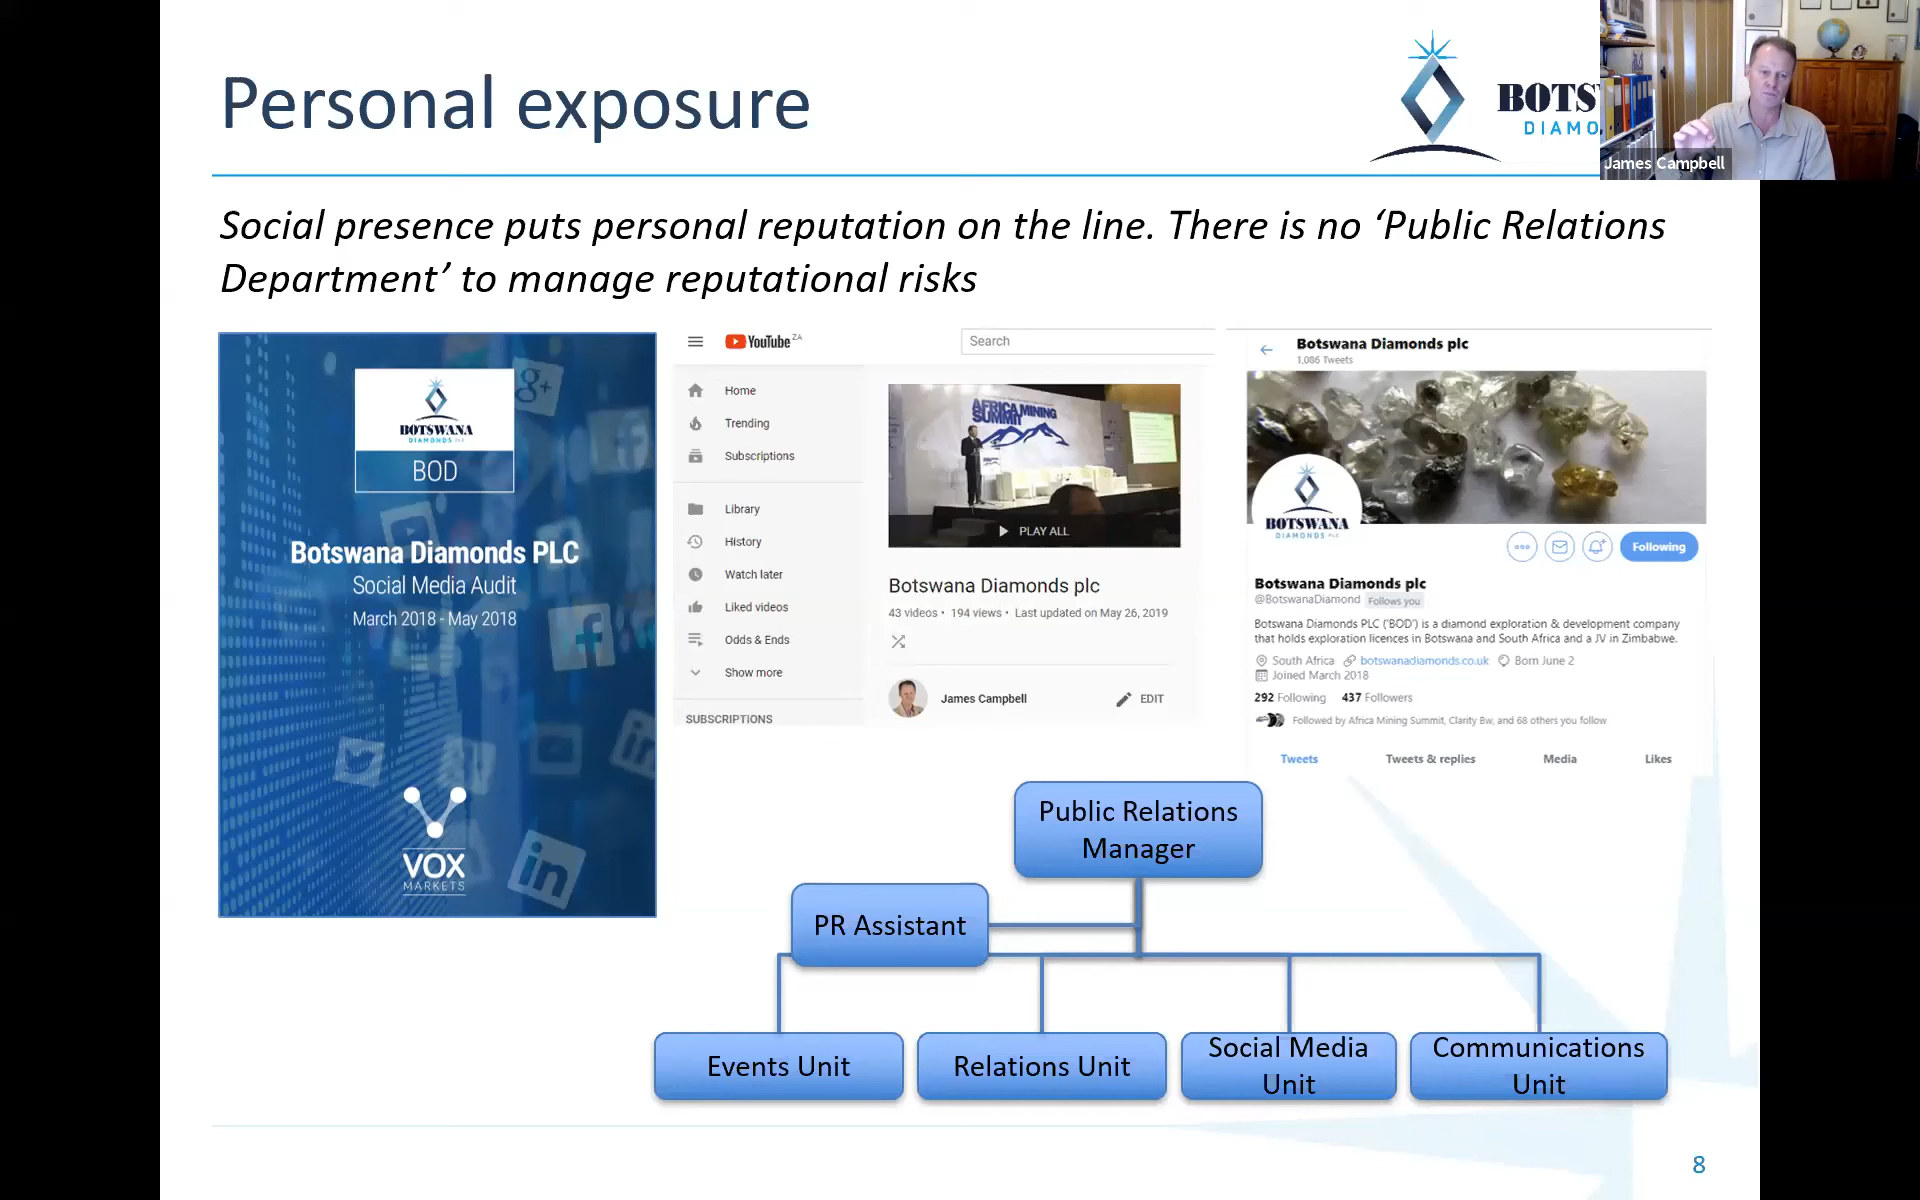 Personal exposure
BOTS
DIAMO
James Campbell
Social presence puts personal reputation on the line. There is no ‘Public Relations
Department’ to manage reputational risks
BOTSWANA
DIAMONDS PLC
BOD
Botswana Diamonds PLC
Social Media Audit
March 2018 - May 2018
VOX
MARKETS
YouTube ZA
Search
Home
Trending
Subscriptions
Library
History
Watch later
Liked videos
Odds & Ends
Show more
SUBSCRIPTIONS
AFRICA MINING
SUMMIT
PLAY ALL
Botswana Diamonds plc
43 videos • 194 views • Last updated on May 26, 2019
James Campbell
EDIT
Botswana Diamonds plc
1,086 Tweets
BOTSWANA
DIAMONDS PLC
Following
Botswana Diamonds plc
@BotswanaDiamond Follows you
Botswana Diamonds PLC ('BOD') is a diamond exploration & development company
that holds exploration licences in Botswana and South Africa and a JV in Zimbabwe.
South Africa botswanadiamonds.co.uk Born June 2
Joined March 2018
292 Following 437 Followers
Followed by Africa Mining Summit, Clarity Bw, and 68 others you follow
Tweets Tweets & replies Media Likes
Public Relations
Manager
PR Assistant
Events Unit
Relations Unit
Social Media
Unit
Communications
Unit
8